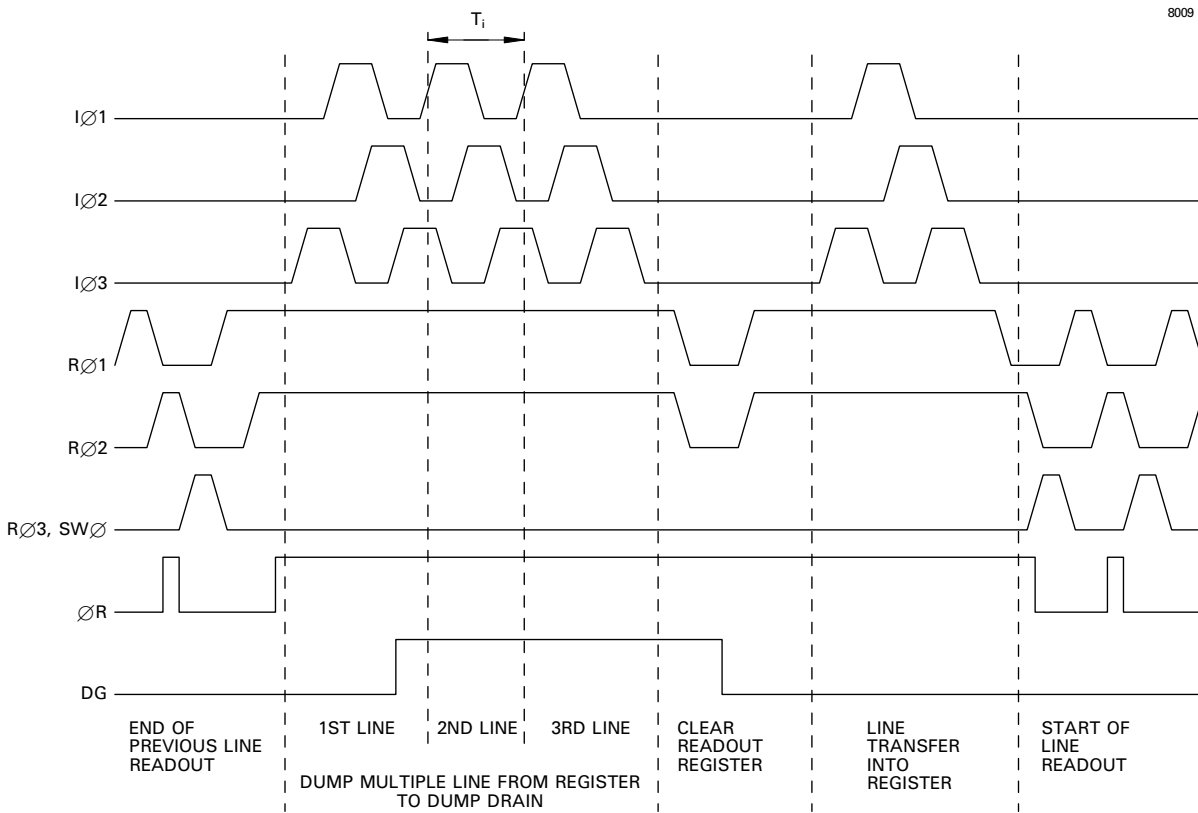 8009
Ti
IØ1
IØ2
IØ3
RØ1
RØ2
RØ3, SWØ
ØR
DG
END OF
PREVIOUS LINE
READOUT
1ST LINE
2ND LINE
3RD LINE
DUMP MULTIPLE LINE FROM REGISTER
TO DUMP DRAIN
CLEAR
READOUT
REGISTER
LINE
TRANSFER
INTO
REGISTER
START OF
LINE
READOUT